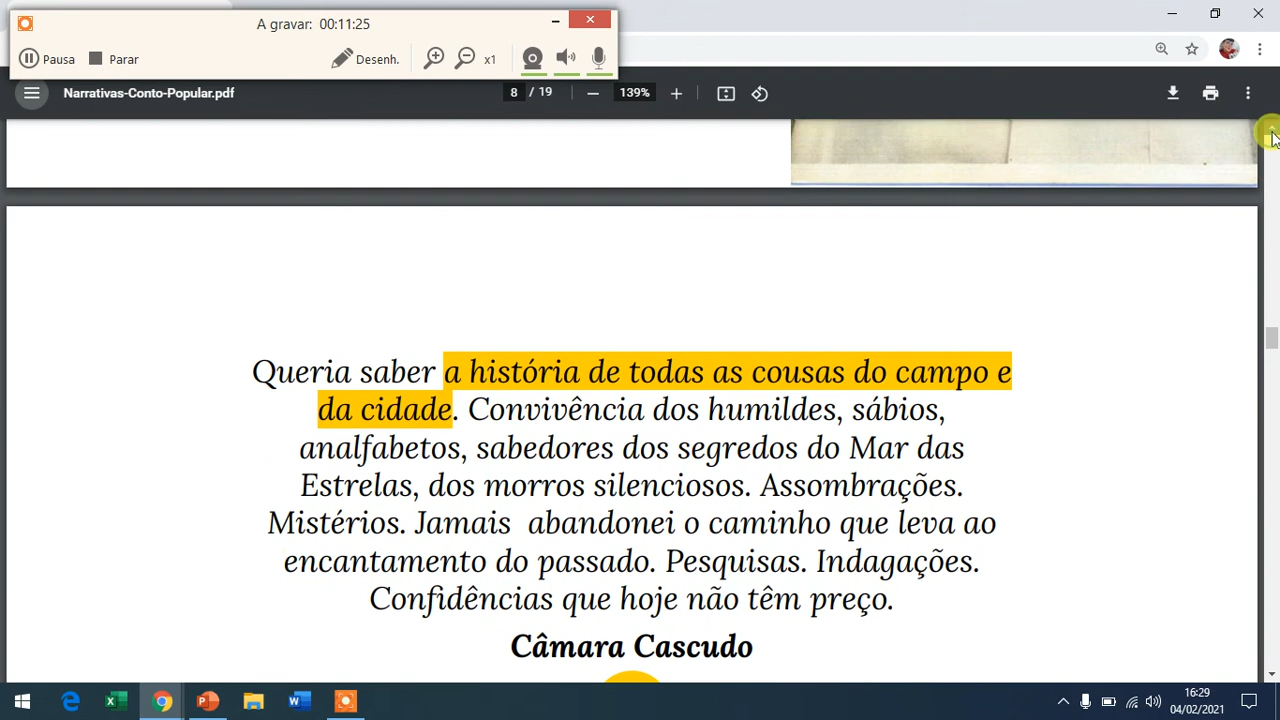 A gravar: 00:11:25
Pausa Parar Desenh. x1
Narrativas-Conto-Popular.pdf 8 / 19 139%
Queria saber a história de todas as cousas do campo e
da cidade. Convivência dos humildes, sábios,
analfabetos, sabedores dos segredos do Mar das
Estrelas, dos morros silenciosos. Assombrações.
Mistérios. Jamais abandonei o caminho que leva ao
encantamento do passado. Pesquisas. Indagações.
Confidências que hoje não têm preço.
Câmara Cascudo
16:29
04/02/2021